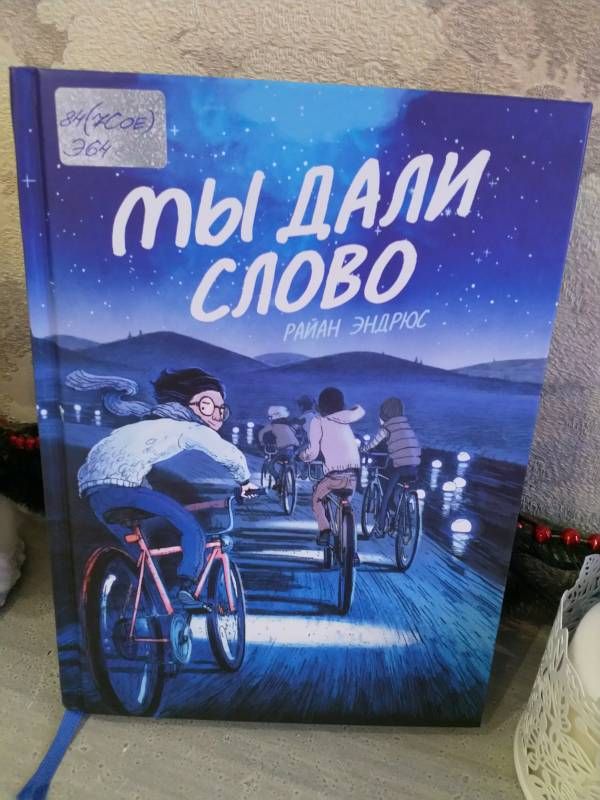 84(7СОЕ)
Э64
МЫ ДАЛИ
СЛОВО
РАЙАН ЭНДРЮС